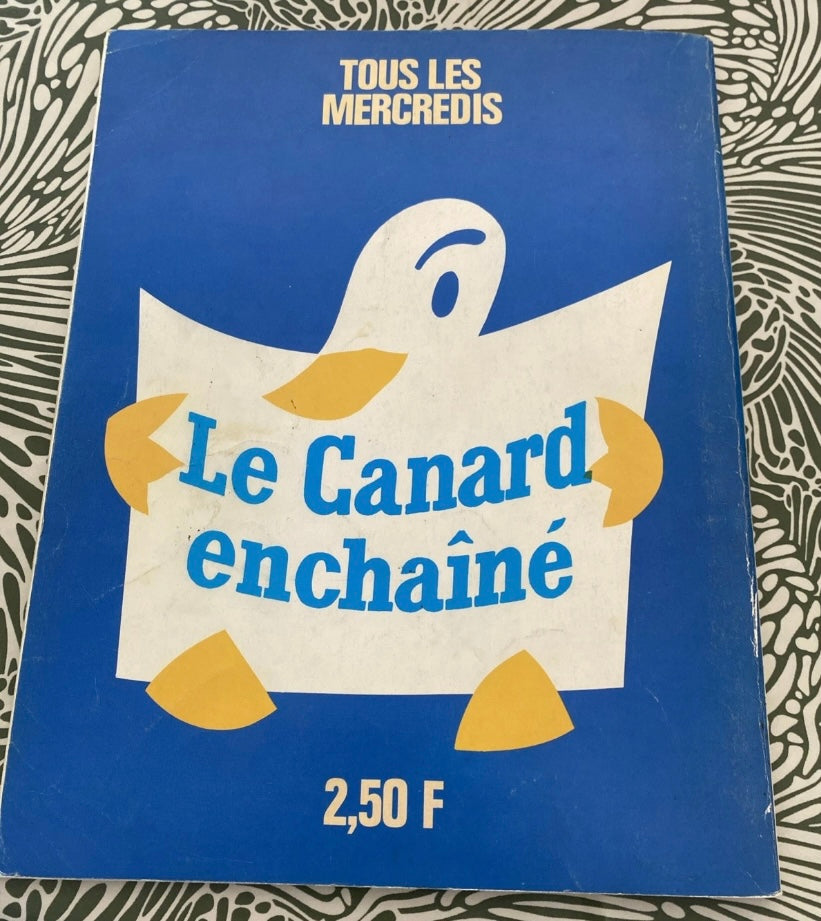 TOUS LES
MERCREDIS
Le Canard
enchaîné
2,50 F